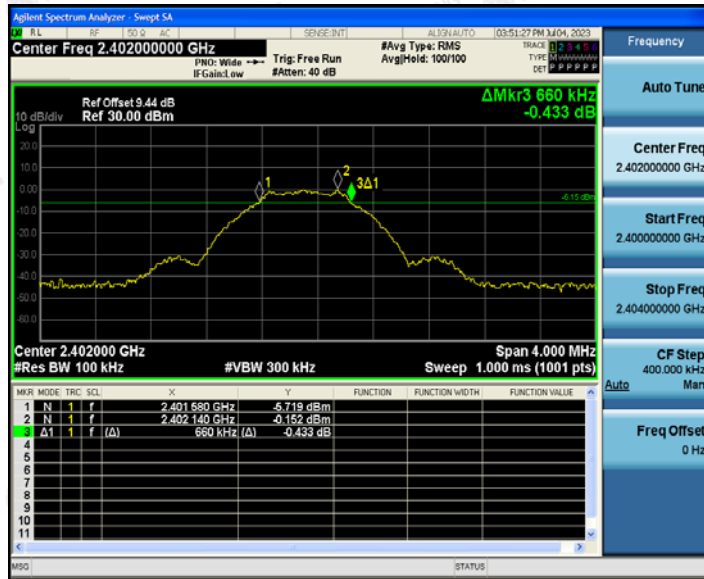 Agilent Spectrum Analyzer - Swept SA
RL RF 50 Ω AC SENSE:INT ALIGNAUTO 03:51:27 PM Jul 04, 2023
Center Freq 2.402000000 GHz
#Avg Type: RMS
TRACE 1 2 3 4 5 6
PNO: Wide
Trig: Free Run
Avg|Hold: 100/100
TYPE M
IFGain:Low
#Atten: 40 dB
DET P P P P P P
ΔMkr3 660 kHz
-0.433 dB
Ref Offset 9.44 dB
10 dB/div Ref 30.00 dBm
Log
20.0
10.0
0.00
-10.0
-20.0
-30.0
-40.0
-50.0
-60.0
1
2
3Δ1
-6.15 dBm
Center 2.402000 GHz Span 4.000 MHz
#Res BW 100 kHz #VBW 300 kHz Sweep 1.000 ms (1001 pts)
MKR MODE TRC SCL X Y FUNCTION FUNCTION WIDTH FUNCTION VALUE
1 N 1 f 2.401 580 GHz -5.719 dBm
2 N 1 f 2.402 140 GHz -0.152 dBm
3 Δ1 1 f (Δ) 660 kHz (Δ) -0.433 dB
4
5
6
7
8
9
10
11
MSG STATUS
Frequency
Auto Tune
Center Freq
2.402000000 GHz
Start Freq
2.400000000 GHz
Stop Freq
2.404000000 GHz
CF Step
400.000 kHz
Auto Man
Freq Offset
0 Hz